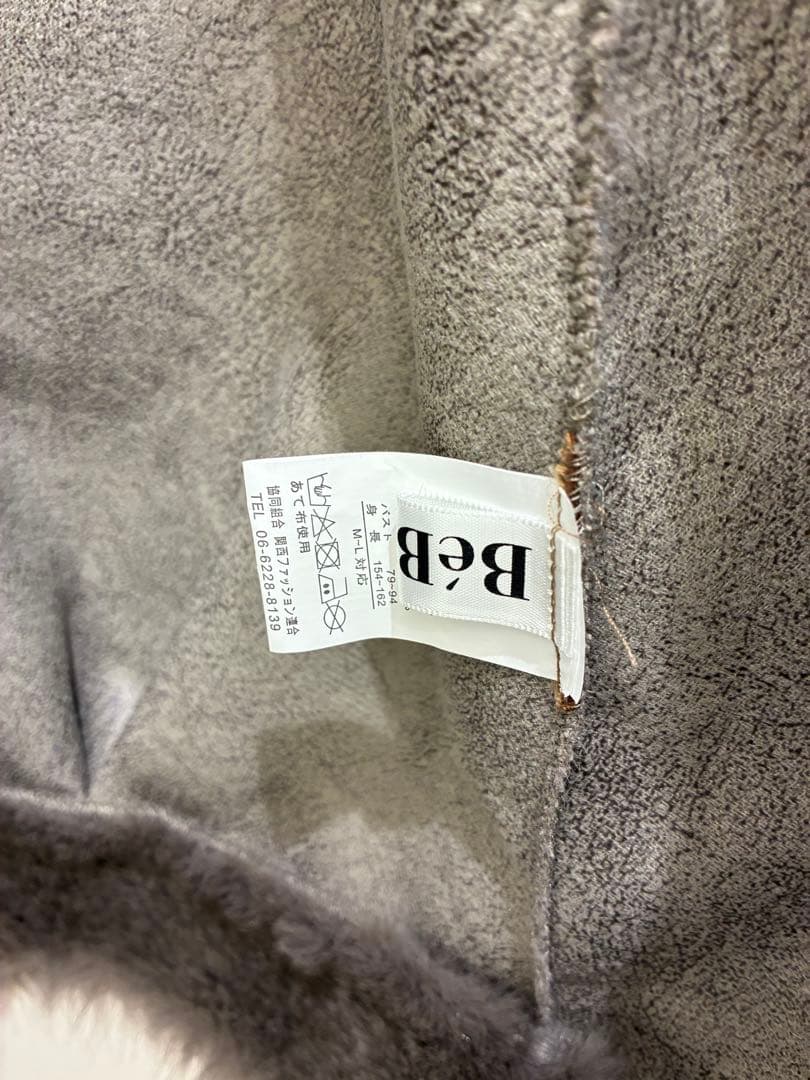 BéB
バスト 79~94
身 長 154~162
M~L対応
あて布使用
協同組合 関西ファッション連合
TEL 06-6228-8139